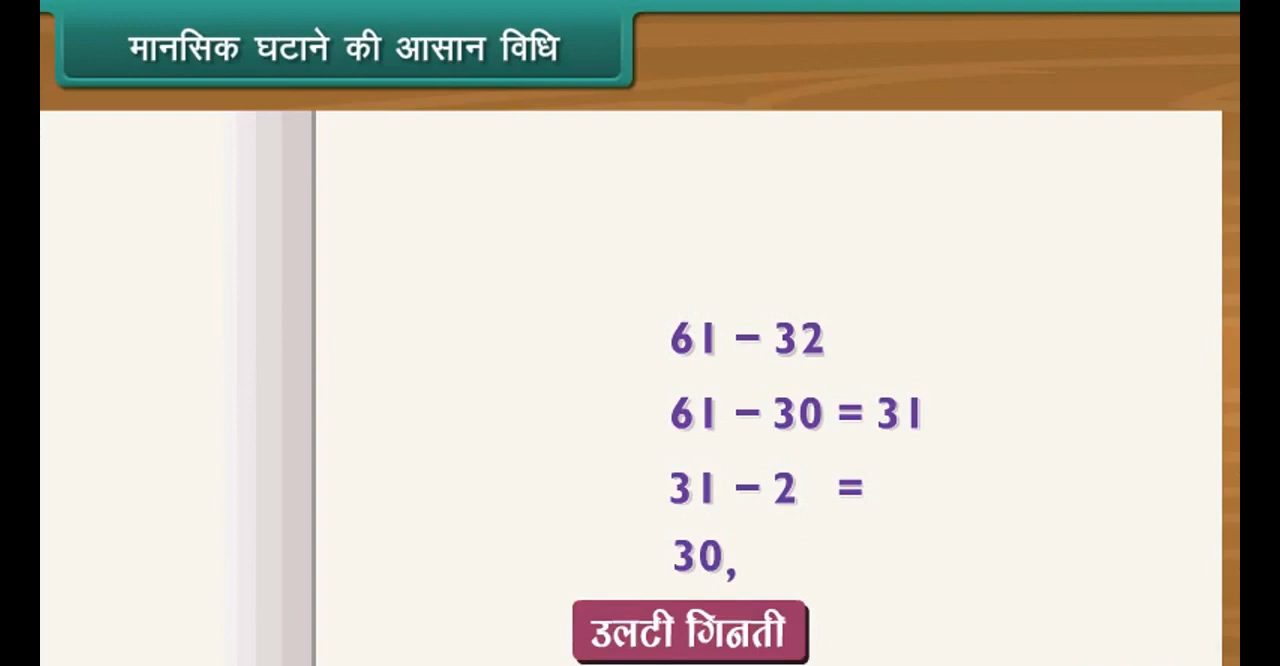 मानसिक घटाने की आसान विधि
61 – 32
61 – 30 = 31
31 – 2 =
30,
उलटी गिनती